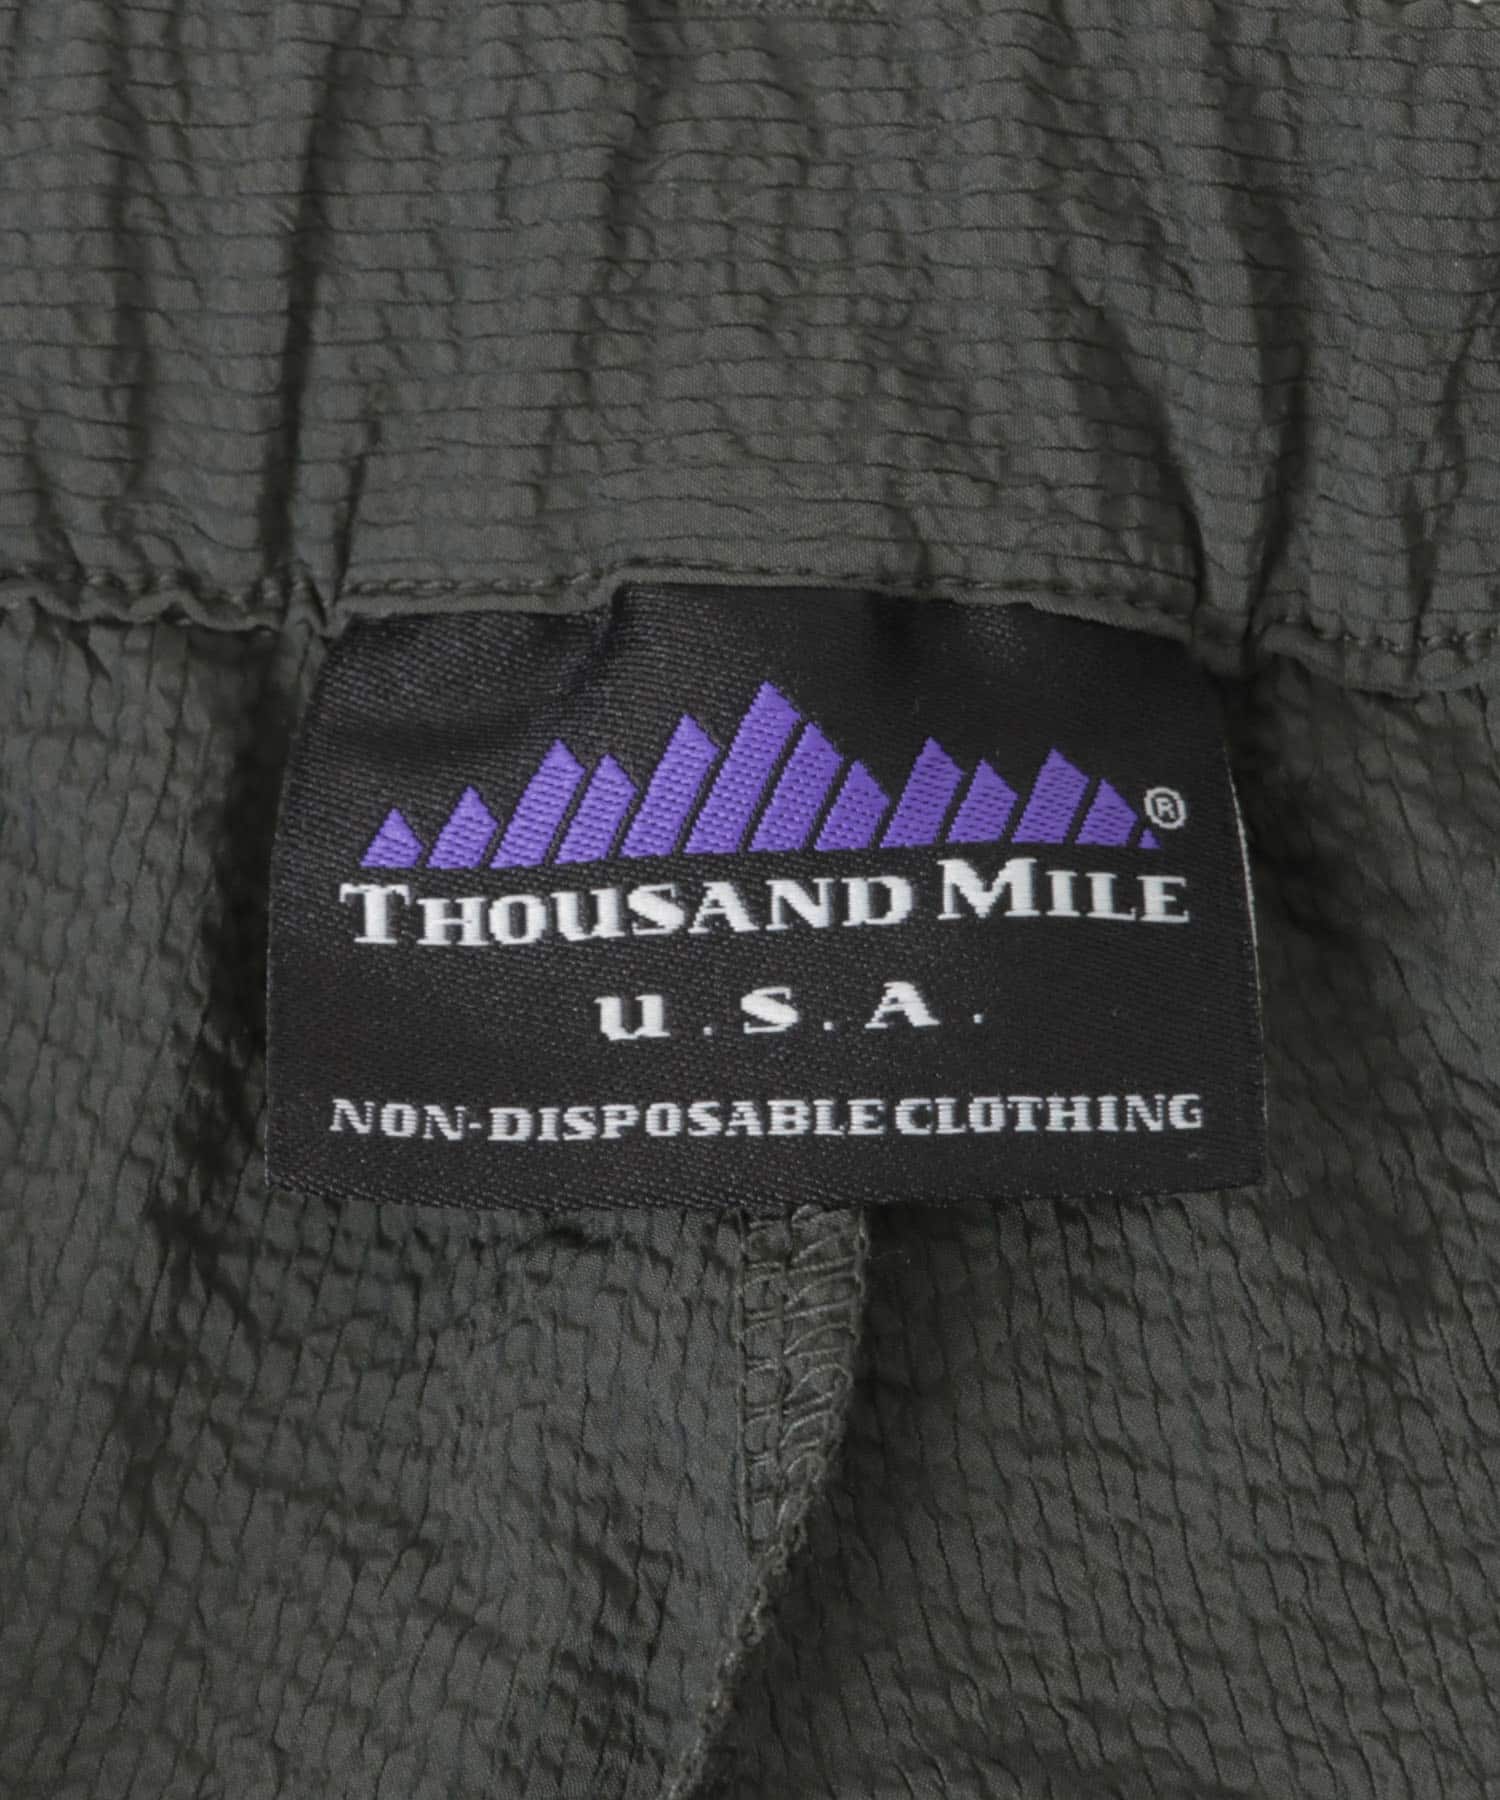 ®
THOUSAND MILE
U.S.A.
NON-DISPOSABLE CLOTHING